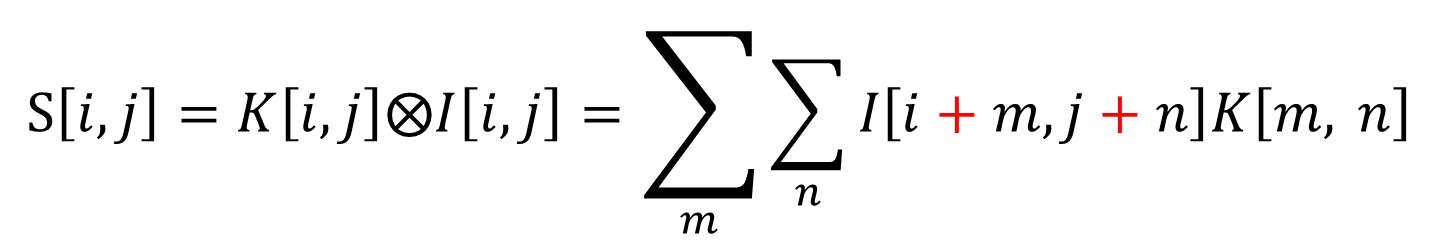 S[i, j] = K[i, j]⊗I[i, j] = ∑_m ∑_n I[i + m, j + n]K[m, n]